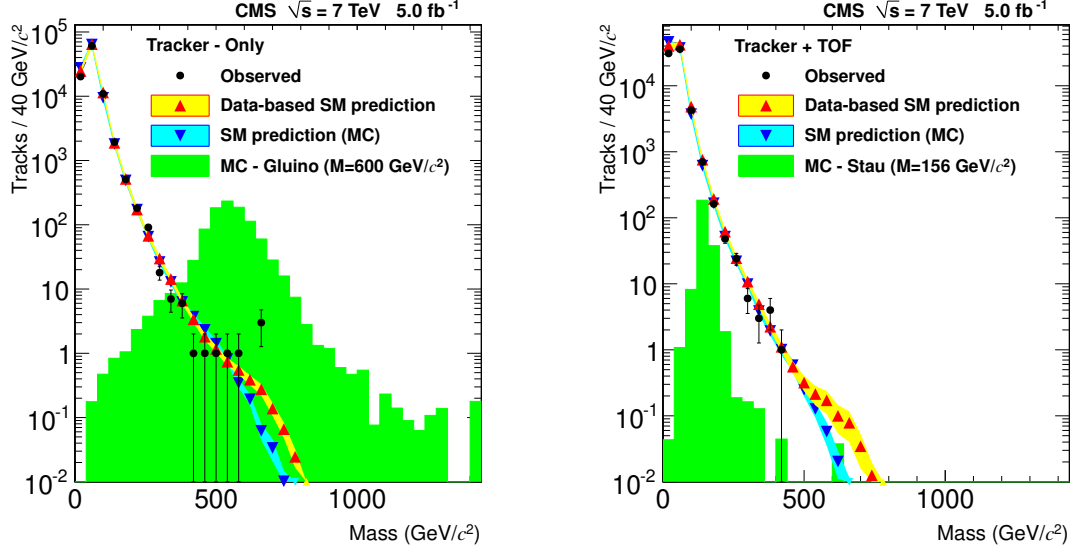 CMS √s = 7 TeV 5.0 fb⁻¹
Tracks / 40 GeV/c²
10⁵
10⁴
10³
10²
10
1
10⁻¹
10⁻²
Tracker - Only
Observed
Data-based SM prediction
SM prediction (MC)
MC - Gluino (M=600 GeV/c²)
0 500 1000
Mass (GeV/c²)
CMS √s = 7 TeV 5.0 fb⁻¹
Tracks / 40 GeV/c²
10⁴
10³
10²
10
1
10⁻¹
10⁻²
Tracker + TOF
Observed
Data-based SM prediction
SM prediction (MC)
MC - Stau (M=156 GeV/c²)
0 500 1000
Mass (GeV/c²)